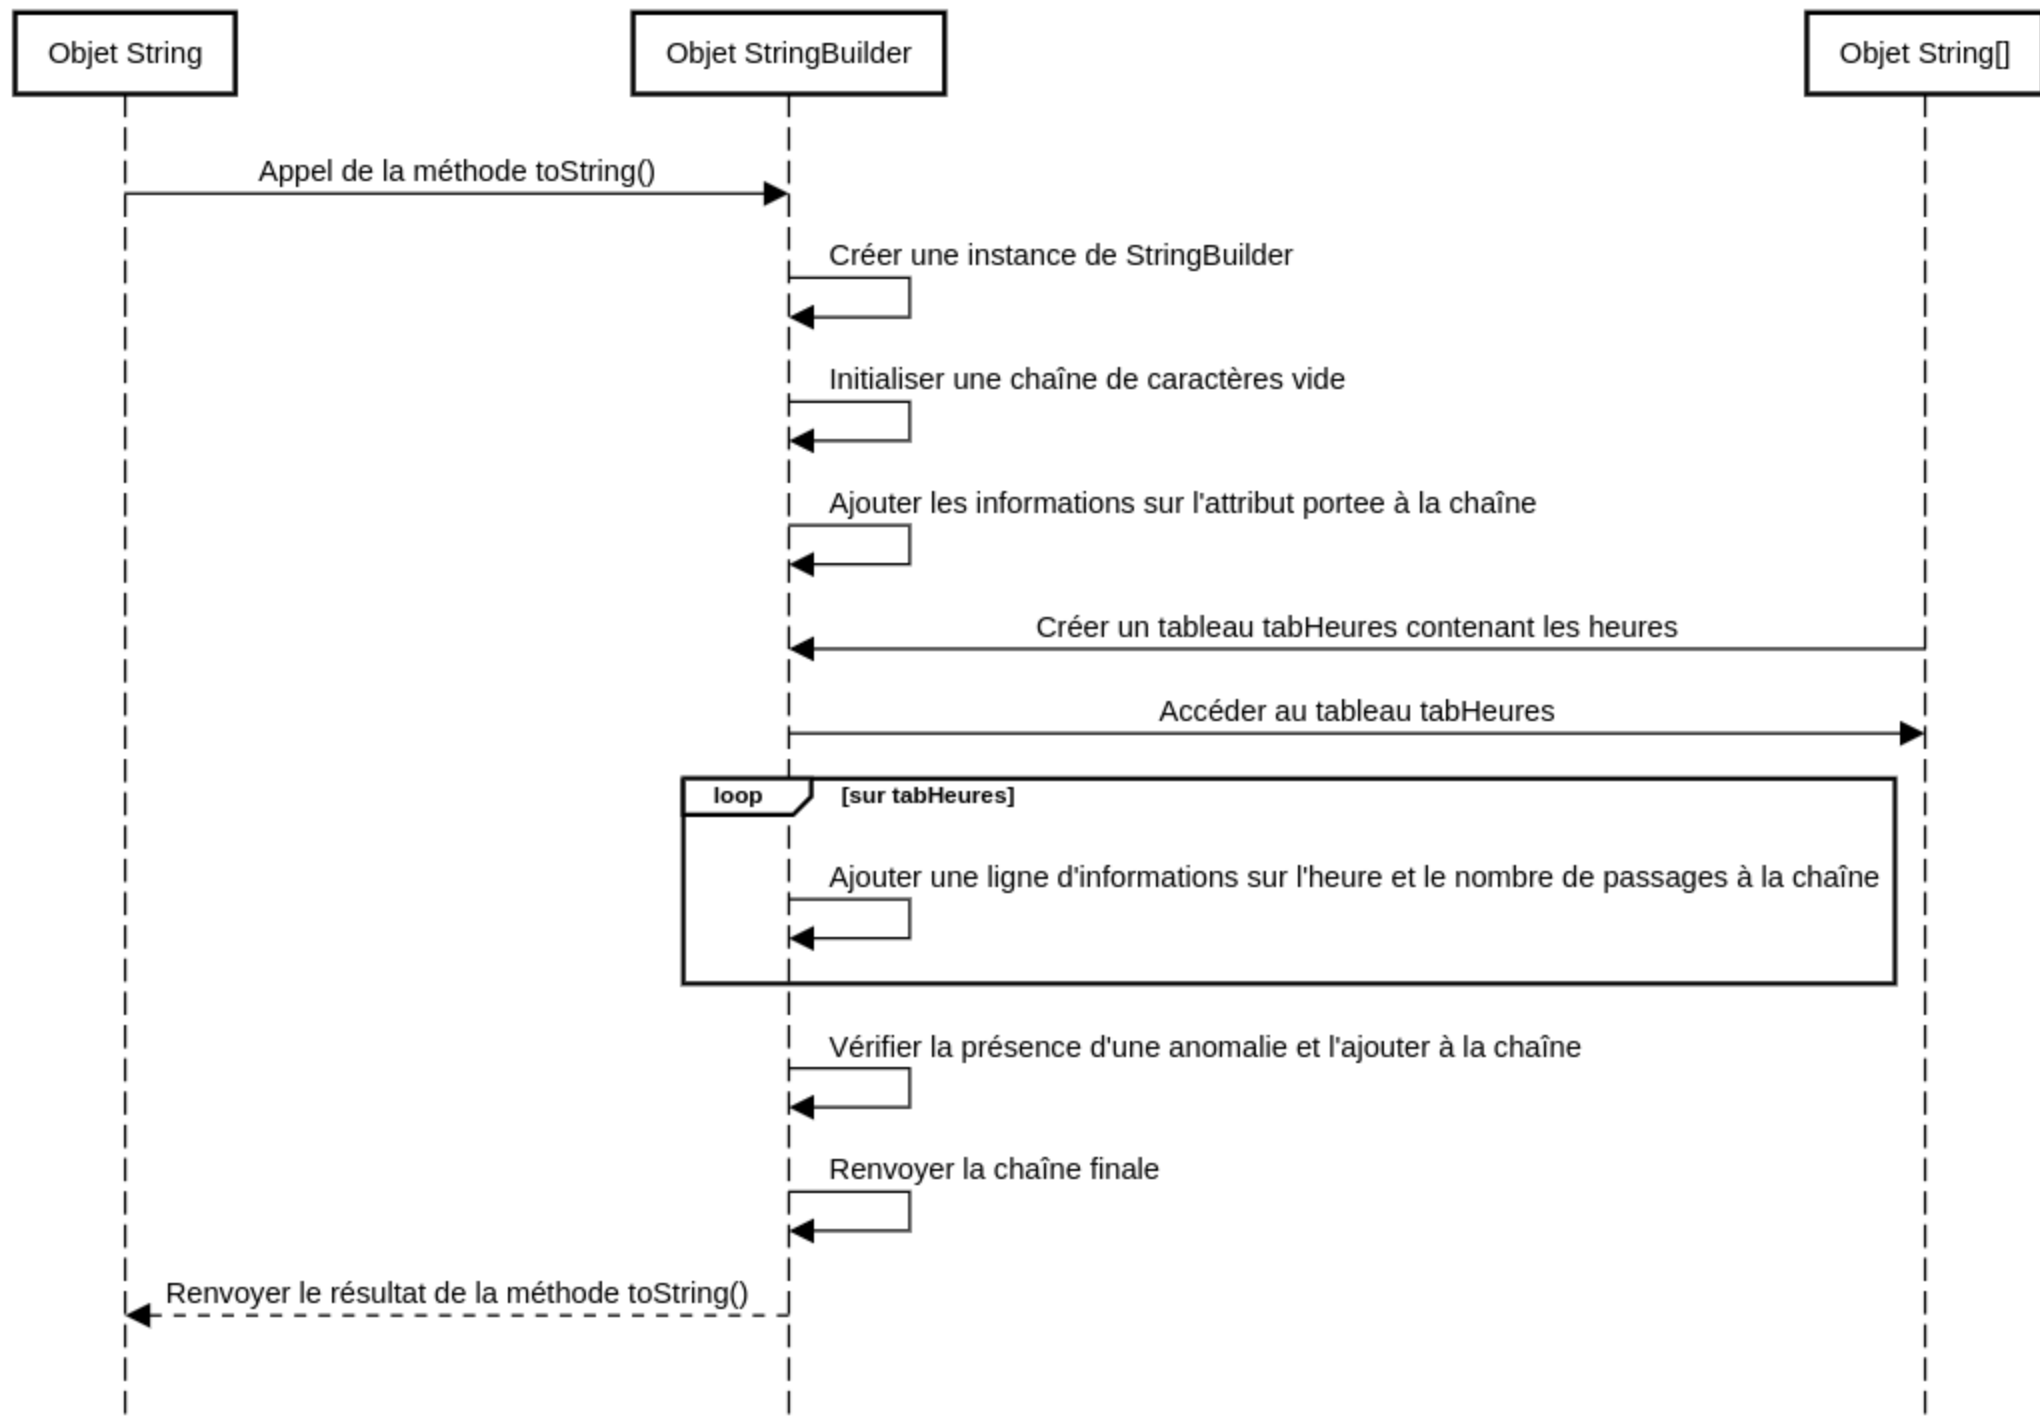 Objet String
Objet StringBuilder
Objet String[]
Appel de la méthode toString()
Créer une instance de StringBuilder
Initialiser une chaîne de caractères vide
Ajouter les informations sur l'attribut portee à la chaîne
Créer un tableau tabHeures contenant les heures
Accéder au tableau tabHeures
loop
[sur tabHeures]
Ajouter une ligne d'informations sur l'heure et le nombre de passages à la chaîne
Vérifier la présence d'une anomalie et l'ajouter à la chaîne
Renvoyer la chaîne finale
Renvoyer le résultat de la méthode toString()